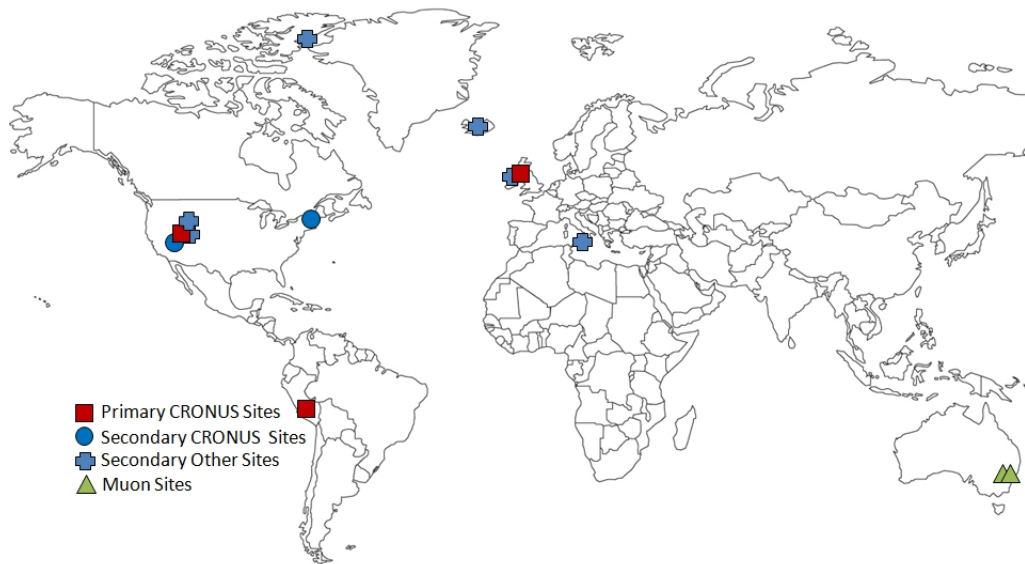 Primary CRONUS Sites
Secondary CRONUS Sites
Secondary Other Sites
Muon Sites